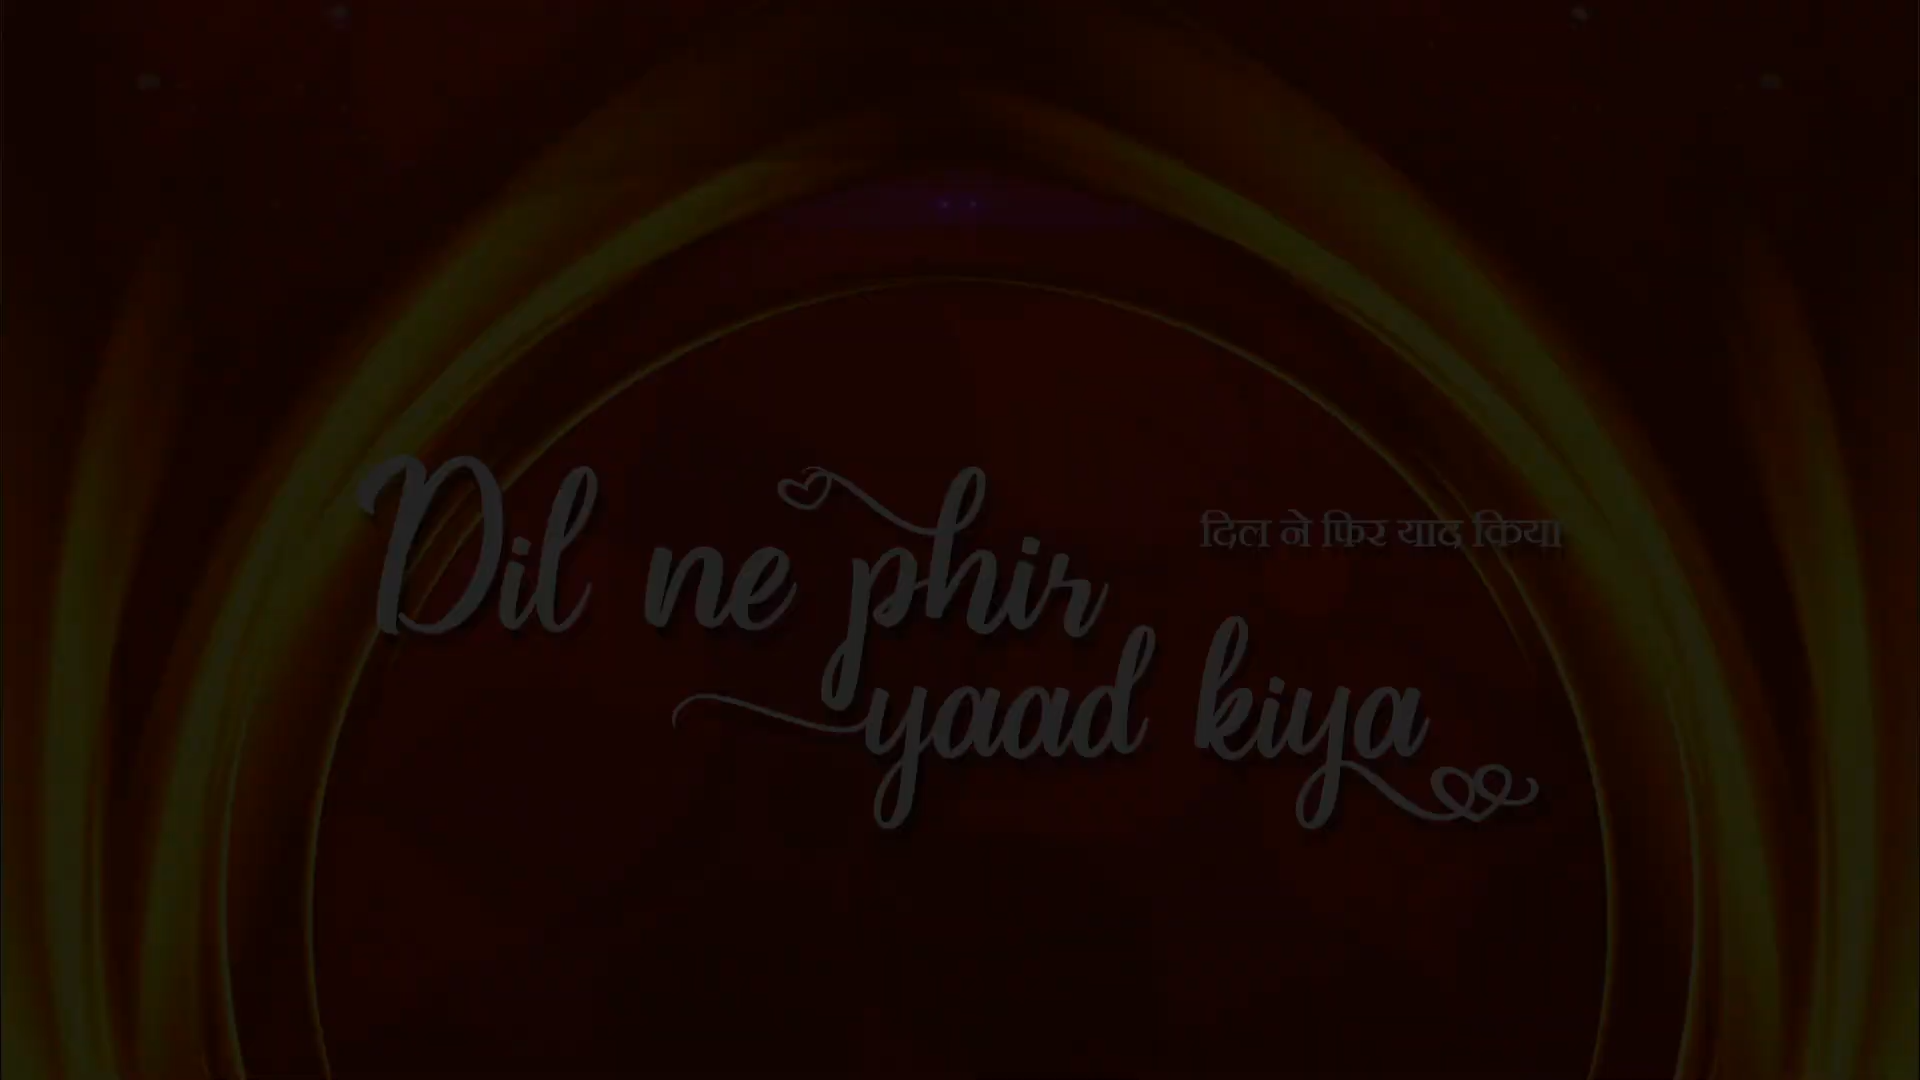 Dil ne phir
दिल ने फिर याद किया
yaad kiya